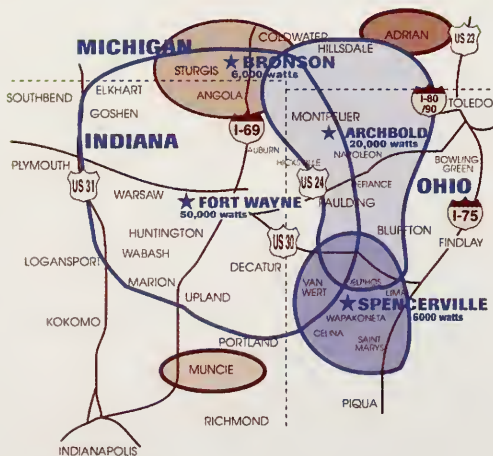 COLDWATER
ADRIAN
US 23
MICHIGAN
HILLSDALE
BRONSON
6,000 watts
STURGIS
ELKHART
ANGOLA
I-80
/90
SOUTHBEND
TOLEDO
GOSHEN
MONTPELIER
I-69
ARCHBOLD
20,000 watts
INDIANA
AUBURN
NAPOLEON
BOWLING
GREEN
PLYMOUTH
HICKSVILLE
US 31
US 24
DEFIANCE
OHIO
WARSAW
FORT WAYNE
50,000 watts
PAULDING
I-75
HUNTINGTON
US 30
BLUFFTON
FINDLAY
WABASH
LOGANSPORT
DECATUR
MARION
VAN
WERT
DELPHOS
LIMA
UPLAND
SPENCERVILLE
6000 watts
KOKOMO
WAPAKONETA
CELINA
SAINT
MARYS
PORTLAND
MUNCIE
PIQUA
RICHMOND
INDIANAPOLIS